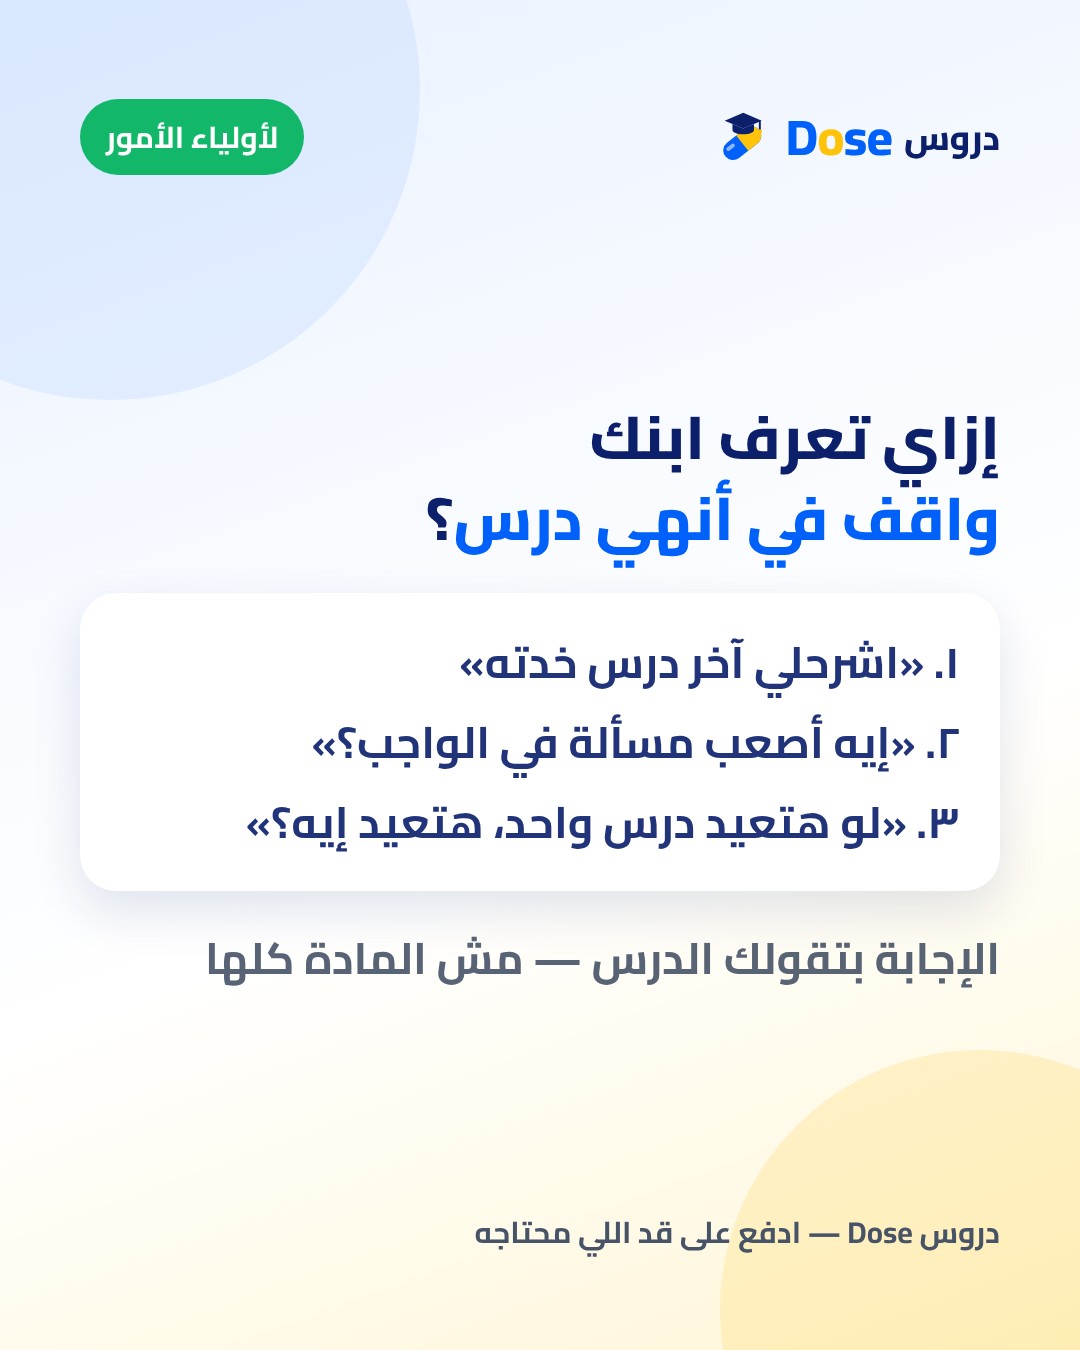 دروس Dose
لأولياء الأمور
إزاي تعرف ابنك
واقف في أنهي درس؟
١. «اشرحلي آخر درس خدته»
٢. «إيه أصعب مسألة في الواجب؟»
٣. «لو هتعيد درس واحد، هتعيد إيه؟»
الإجابة بتقولك الدرس — مش المادة كلها
دروس Dose — ادفع على قد اللي محتاجه